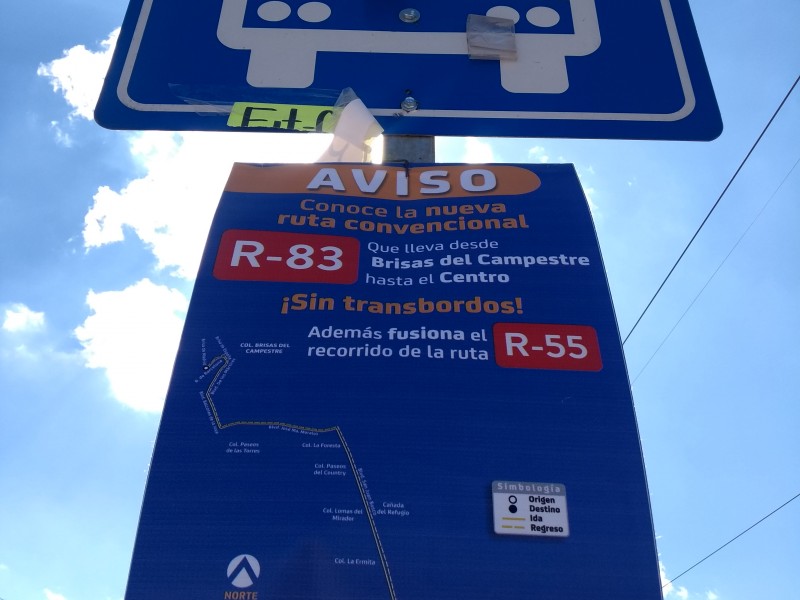 AVISO
Conoce la nueva
ruta convencional
R-83
Que lleva desde
Brisas del Campestre
hasta el Centro
¡Sin transbordos!
Además fusiona el
recorrido de la ruta
R-55
COL. BRISAS DEL
CAMPESTRE
Col. Paseos
de las Torres
Col. La Floresta
Col. Paseos
del Country
Col. Lomas del
Mirador
Cañada
del Refugio
Col. La Ermita
Simbología
Origen
Destino
Ida
Regreso
NORTE